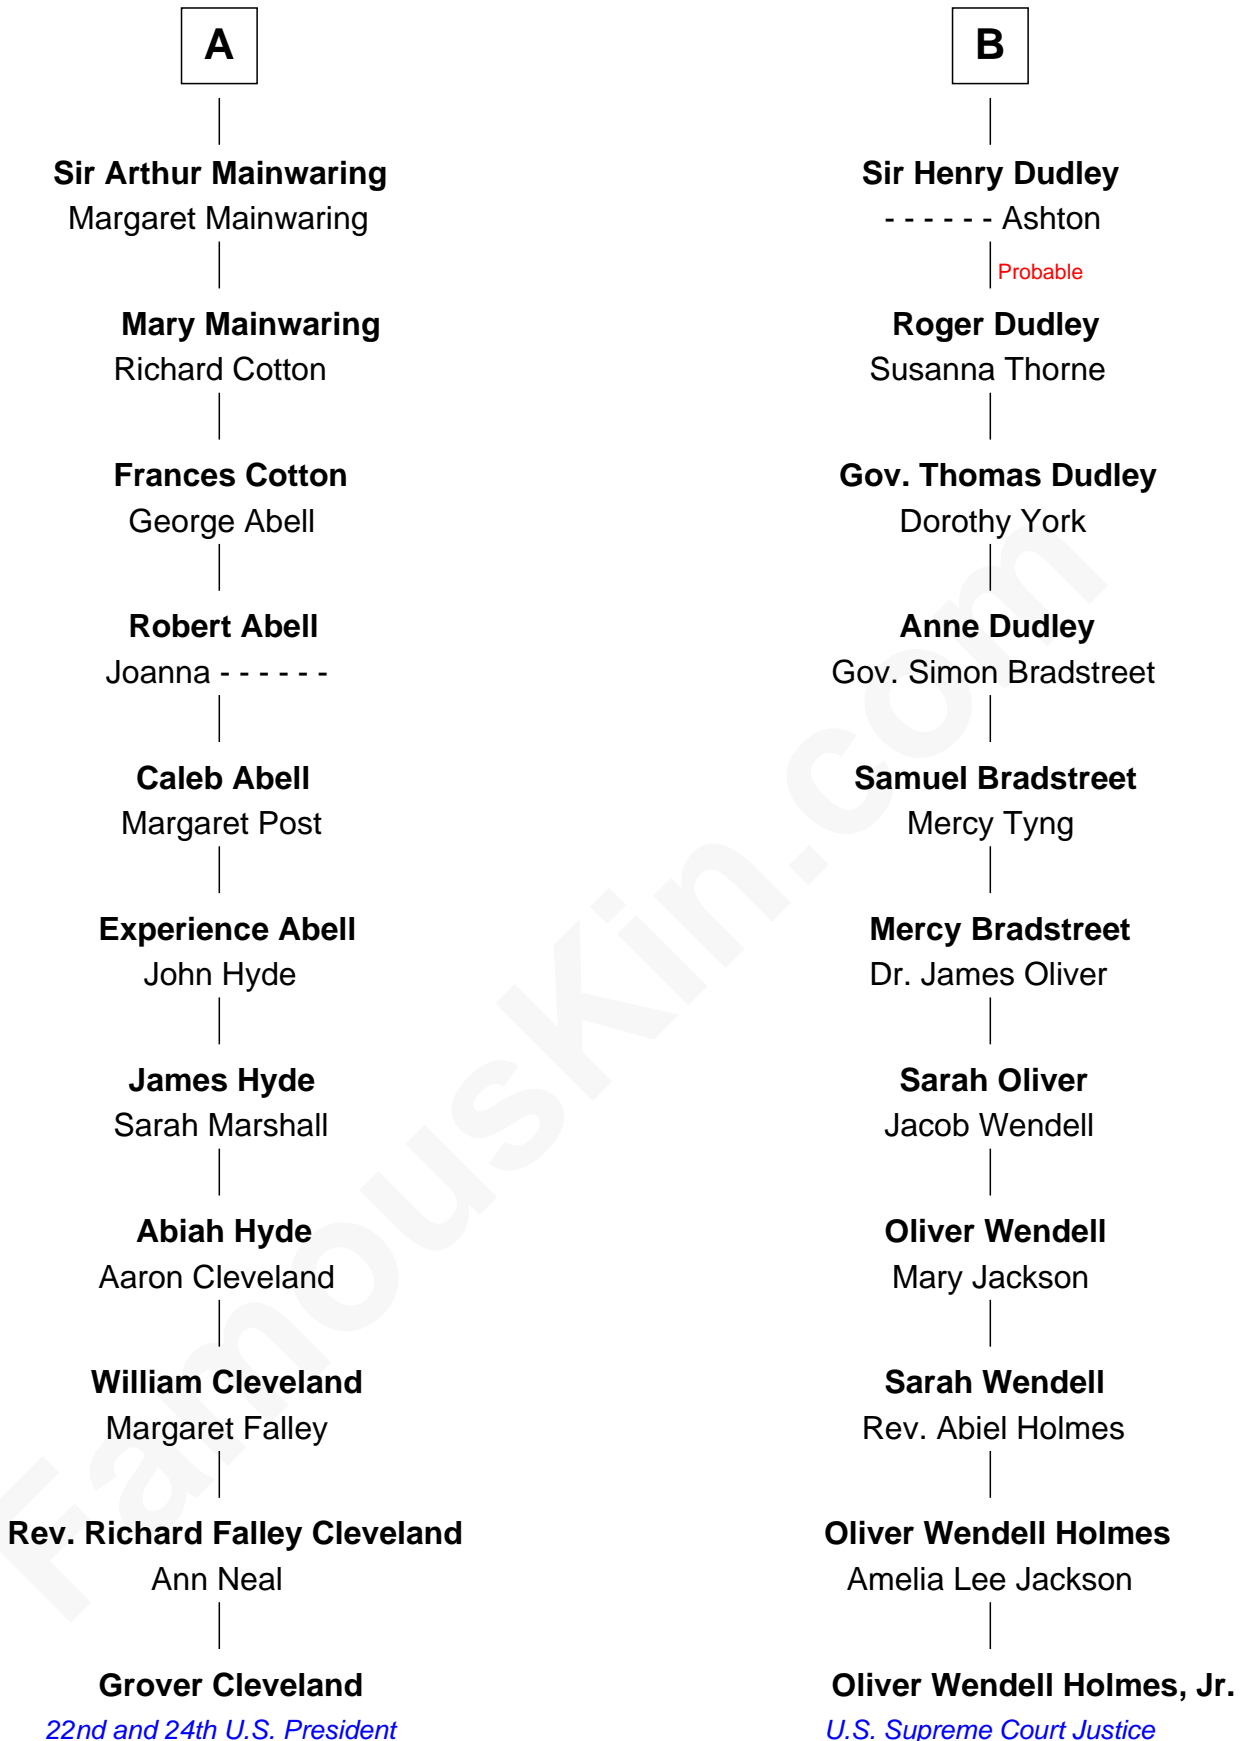 A
Sir Arthur Mainwaring
Margaret Mainwaring
Mary Mainwaring
Richard Cotton
Frances Cotton
George Abell
Robert Abell
Joanna - - - - - -
Caleb Abell
Margaret Post
Experience Abell
John Hyde
James Hyde
Sarah Marshall
Abiah Hyde
Aaron Cleveland
William Cleveland
Margaret Falley
Rev. Richard Falley Cleveland
Ann Neal
Grover Cleveland
22nd and 24th U.S. President
B
Sir Henry Dudley
- - - - - - Ashton
Probable
Roger Dudley
Susanna Thorne
Gov. Thomas Dudley
Dorothy York
Anne Dudley
Gov. Simon Bradstreet
Samuel Bradstreet
Mercy Tyng
Mercy Bradstreet
Dr. James Oliver
Sarah Oliver
Jacob Wendell
Oliver Wendell
Mary Jackson
Sarah Wendell
Rev. Abiel Holmes
Oliver Wendell Holmes
Amelia Lee Jackson
Oliver Wendell Holmes, Jr.
U.S. Supreme Court Justice
FamousKin.com